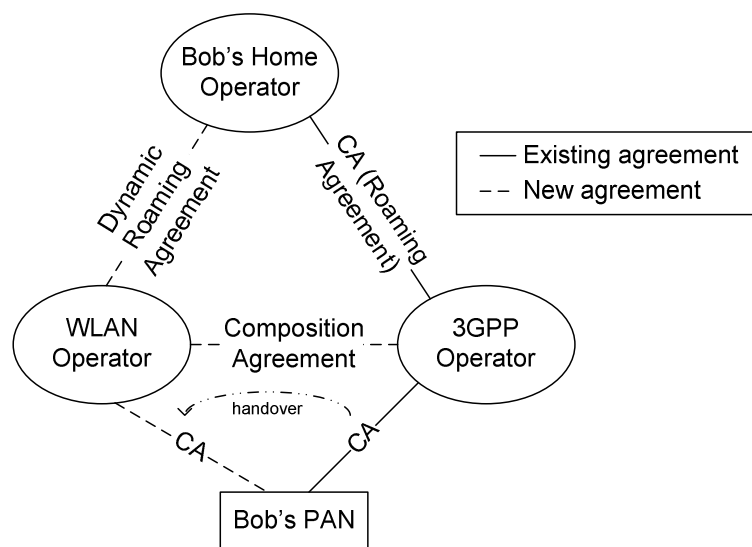 Bob's Home
Operator
Dynamic
Roaming
Agreement
CA (Roaming
Agreement)
Existing agreement
New agreement
WLAN
Operator
Composition
Agreement
3GPP
Operator
handover
CA
CA
Bob's PAN